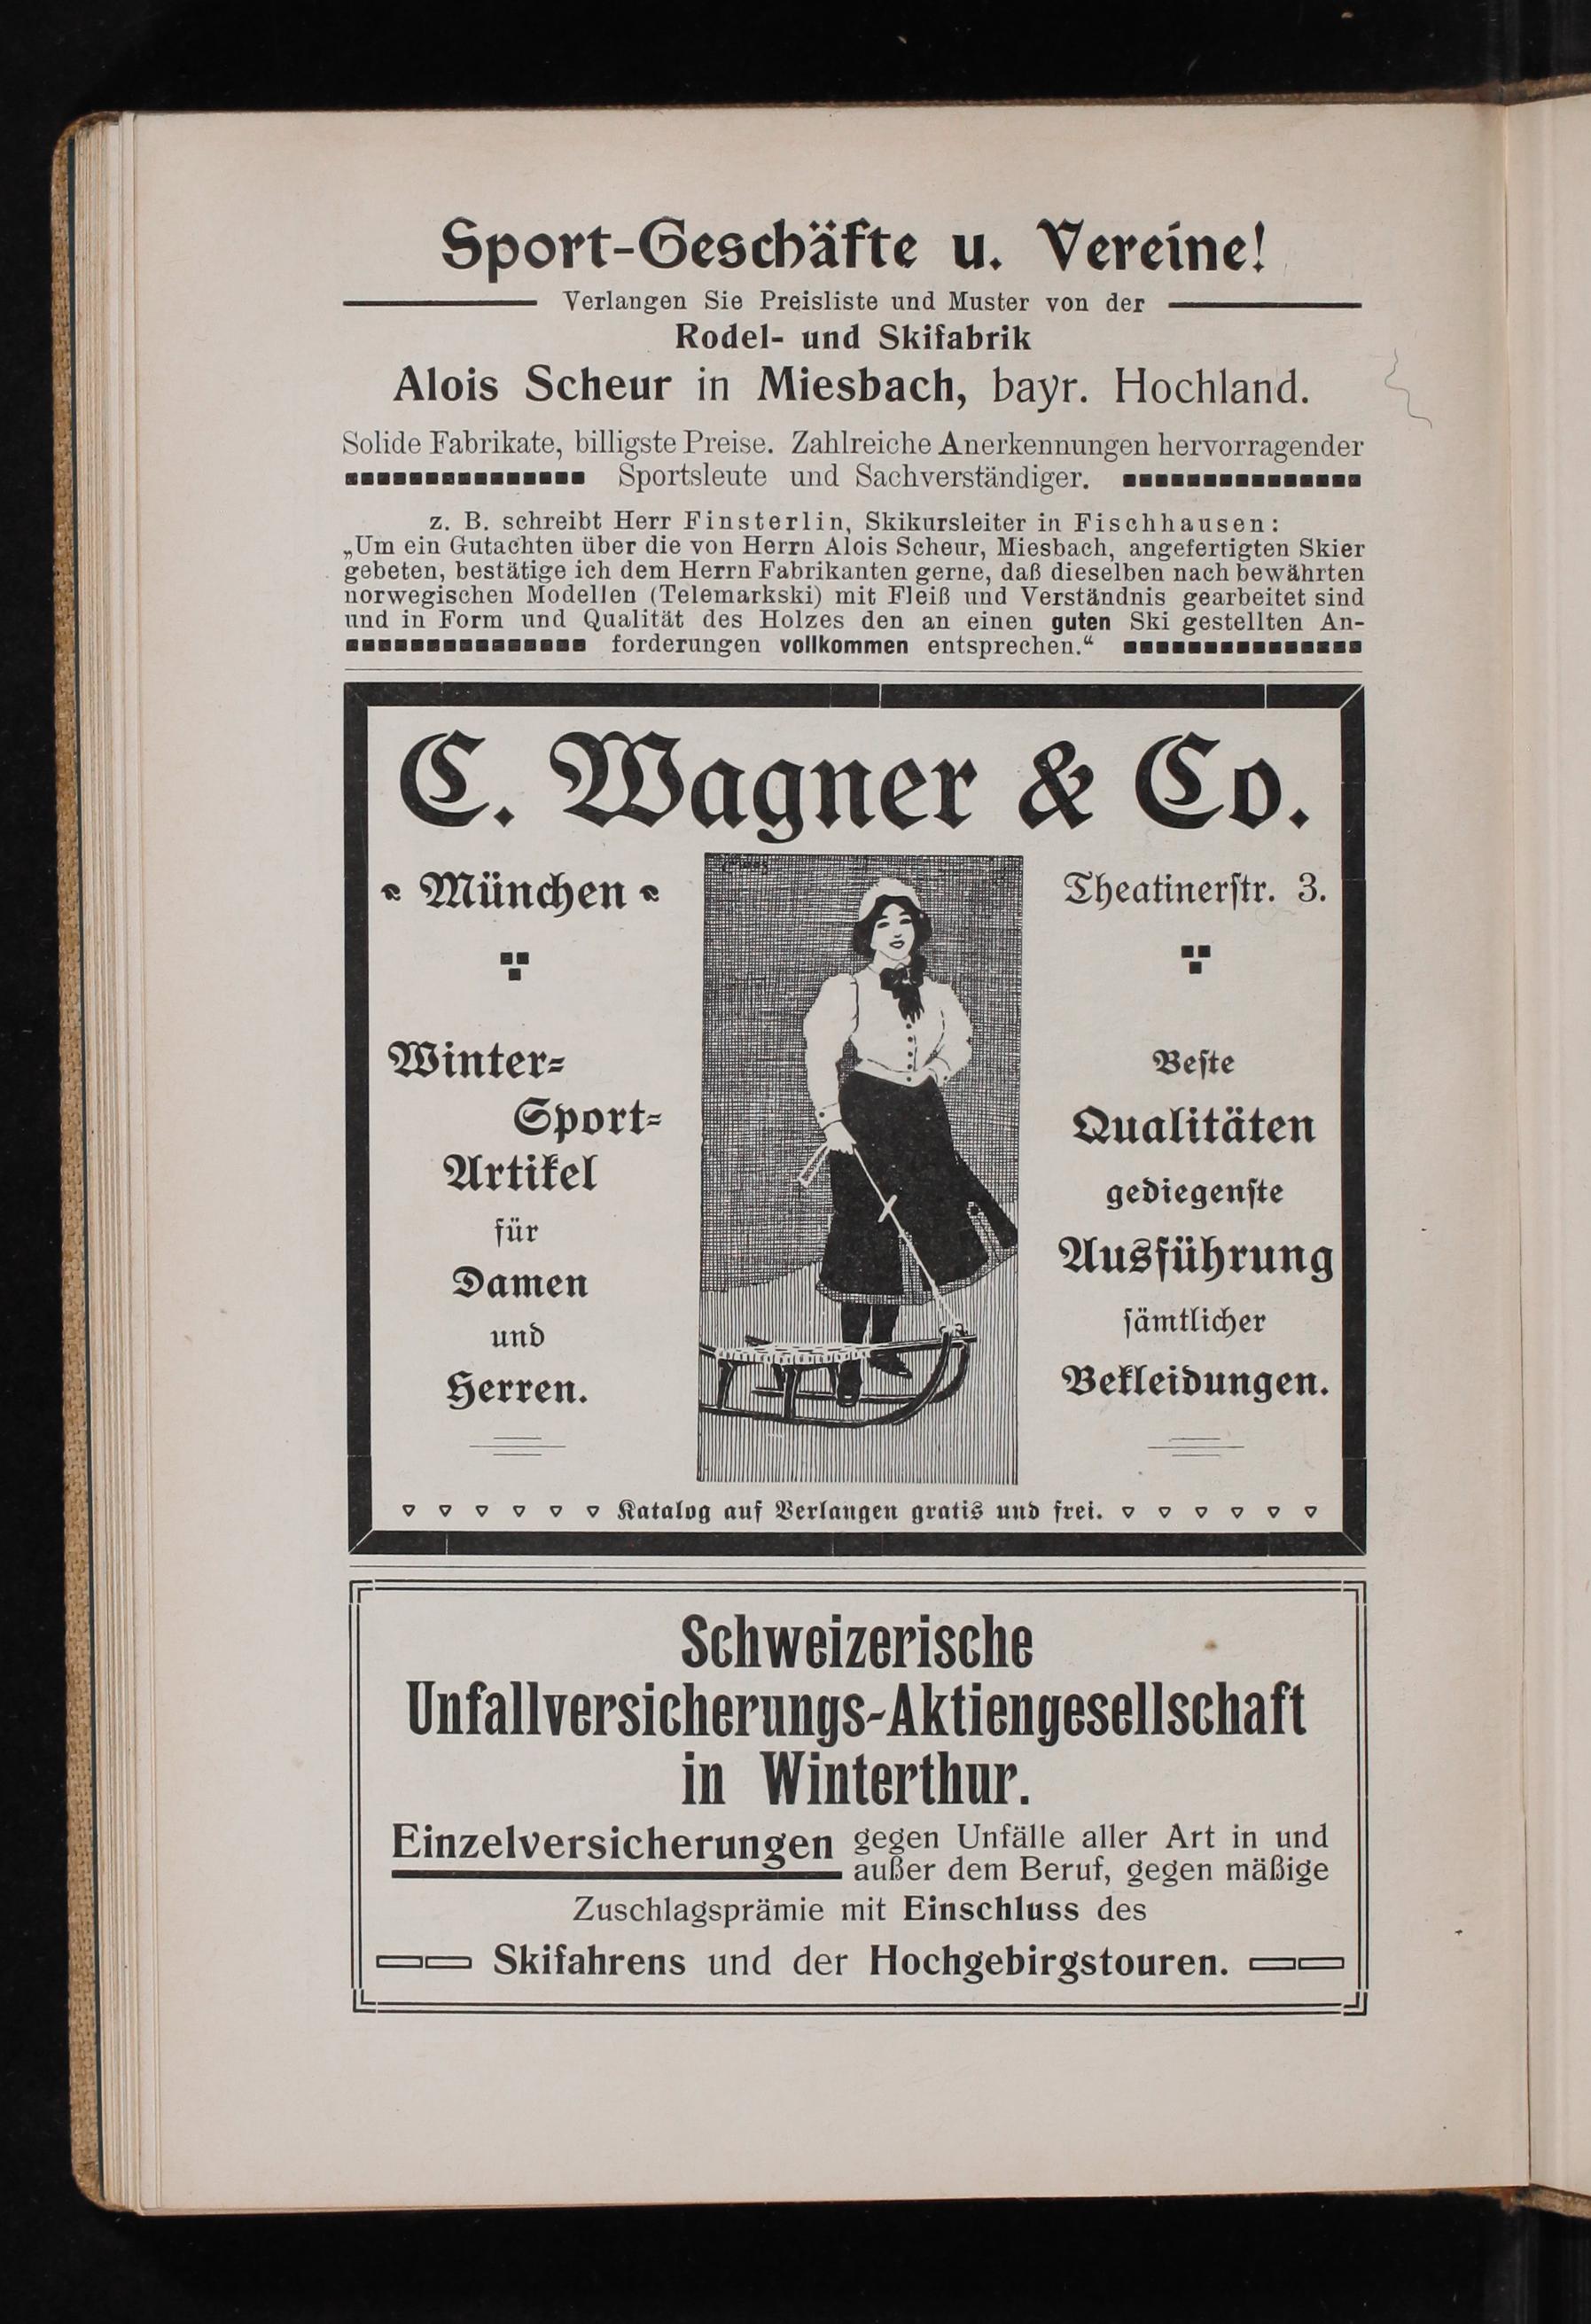 Sport-Geschäfte u. Vereine!
Verlangen Sie Preisliste und Muster von der
Rodel- und Skifabrik
Alois Scheur in Miesbach, bayr. Hochland.
Solide Fabrikate, billigste Preise. Zahlreiche Anerkennungen hervorragender
Sportsleute und Sachverständiger.
z. B. schreibt Herr Finsterlin, Skikursleiter in Fischhausen:
„Um ein Gutachten über die von Herrn Alois Scheur, Miesbach, angefertigten Skier
gebeten, bestätige ich dem Herrn Fabrikanten gerne, daß dieselben nach bewährten
norwegischen Modellen (Telemarkski) mit Fleiß und Verständnis gearbeitet sind
und in Form und Qualität des Holzes den an einen guten Ski gestellten An-
forderungen vollkommen entsprechen.“
C. Wagner & Co.
München
Theatinerſtr. 3.
Winter-
Sport-
Artikel
für
Damen
und
Herren.
Beſte
Qualitäten
gediegenſte
Ausführung
ſämtlicher
Bekleidungen.
Katalog auf Verlangen gratis und frei.
Schweizerische
Unfallversicherungs-Aktiengesellschaft
in Winterthur.
Einzelversicherungen gegen Unfälle aller Art in und
außer dem Beruf, gegen mäßige
Zuschlagsprämie mit Einschluss des
Skifahrens und der Hochgebirgstouren.